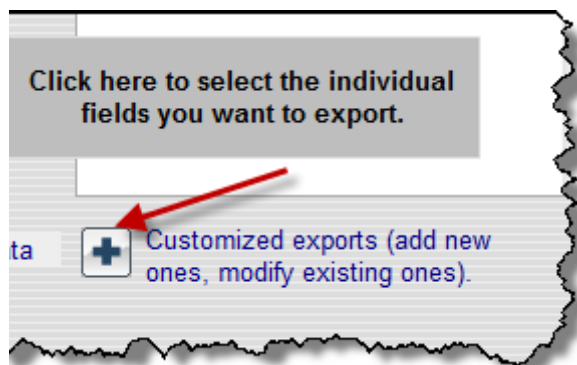 Click here to select the individual
fields you want to export.
ta
Customized exports (add new
ones, modify existing ones).